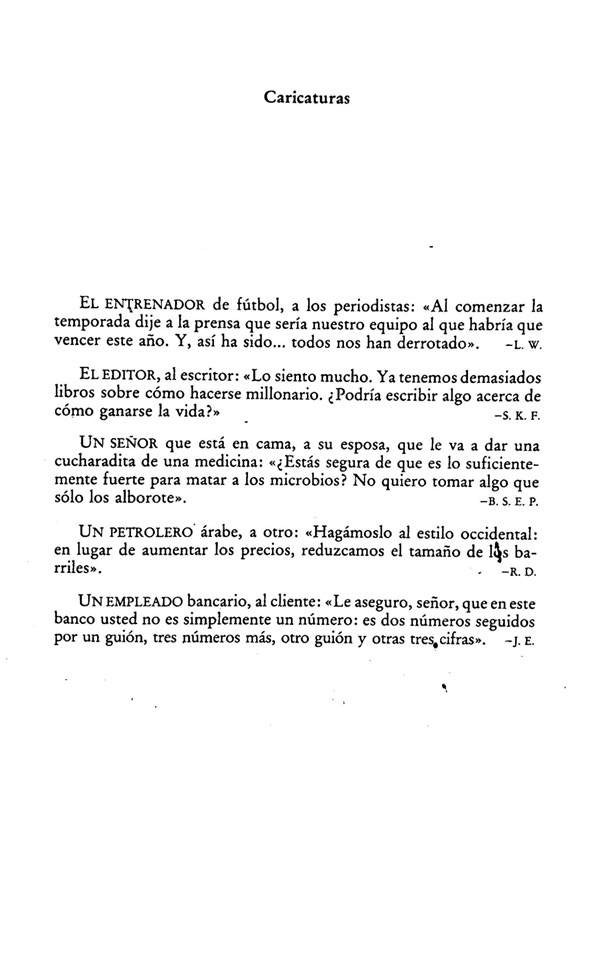 Caricaturas
EL ENTRENADOR de fútbol, a los periodistas: «Al comenzar la
temporada dije a la prensa que sería nuestro equipo al que habría que
vencer este año. Y, así ha sido... todos nos han derrotado». –L. W.
EL EDITOR, al escritor: «Lo siento mucho. Ya tenemos demasiados
libros sobre cómo hacerse millonario. ¿Podría escribir algo acerca de
cómo ganarse la vida?» –S. K. F.
UN SEÑOR que está en cama, a su esposa, que le va a dar una
cucharadita de una medicina: «¿Estás segura de que es lo suficiente-
mente fuerte para matar a los microbios? No quiero tomar algo que
sólo los alborote». –B. S. E. P.
UN PETROLERO árabe, a otro: «Hagámoslo al estilo occidental:
en lugar de aumentar los precios, reduzcamos el tamaño de los ba-
rriles». –R. D.
UN EMPLEADO bancario, al cliente: «Le aseguro, señor, que en este
banco usted no es simplemente un número: es dos números seguidos
por un guión, tres números más, otro guión y otras tres cifras». –J. E.